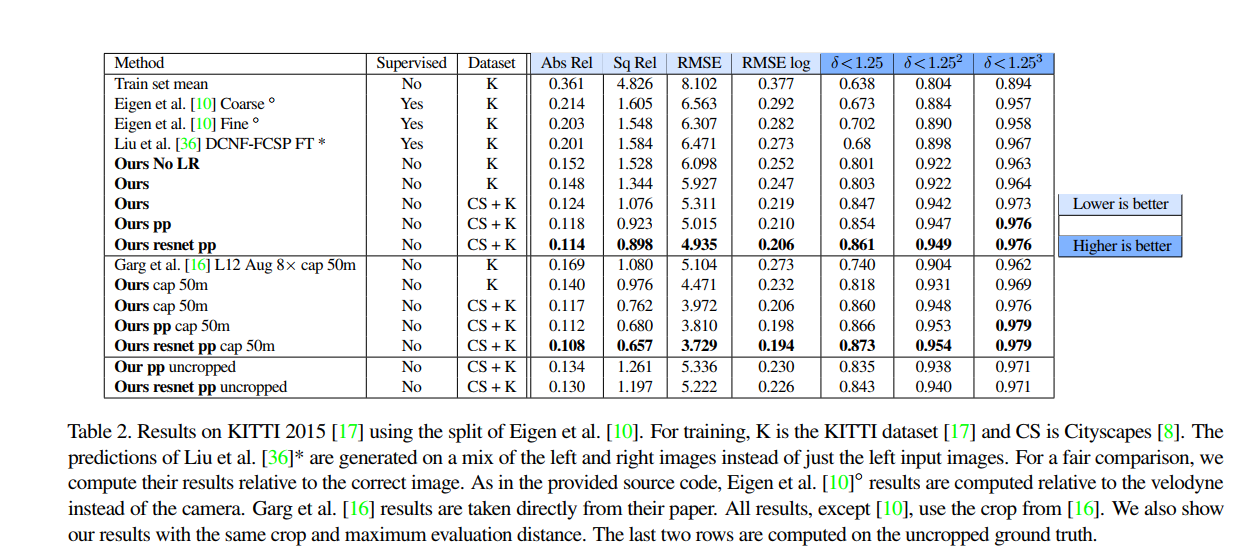 Method Supervised Dataset Abs Rel Sq Rel RMSE RMSE log δ<1.25 δ<1.25² δ<1.25³
Train set mean No K 0.361 4.826 8.102 0.377 0.638 0.804 0.894
Eigen et al. [10] Coarse ° Yes K 0.214 1.605 6.563 0.292 0.673 0.884 0.957
Eigen et al. [10] Fine ° Yes K 0.203 1.548 6.307 0.282 0.702 0.890 0.958
Liu et al. [36] DCNF-FCSP FT * Yes K 0.201 1.584 6.471 0.273 0.68 0.898 0.967
Ours No LR No K 0.152 1.528 6.098 0.252 0.801 0.922 0.963
Ours No K 0.148 1.344 5.927 0.247 0.803 0.922 0.964
Ours No CS + K 0.124 1.076 5.311 0.219 0.847 0.942 0.973 Lower is better
Ours pp No CS + K 0.118 0.923 5.015 0.210 0.854 0.947 0.976
Ours resnet pp No CS + K 0.114 0.898 4.935 0.206 0.861 0.949 0.976 Higher is better
Garg et al. [16] L12 Aug 8× cap 50m No K 0.169 1.080 5.104 0.273 0.740 0.904 0.962
Ours cap 50m No K 0.140 0.976 4.471 0.232 0.818 0.931 0.969
Ours cap 50m No CS + K 0.117 0.762 3.972 0.206 0.860 0.948 0.976
Ours pp cap 50m No CS + K 0.112 0.680 3.810 0.198 0.866 0.953 0.979
Ours resnet pp cap 50m No CS + K 0.108 0.657 3.729 0.194 0.873 0.954 0.979
Our pp uncropped No CS + K 0.134 1.261 5.336 0.230 0.835 0.938 0.971
Ours resnet pp uncropped No CS + K 0.130 1.197 5.222 0.226 0.843 0.940 0.971
Table 2. Results on KITTI 2015 [17] using the split of Eigen et al. [10]. For training, K is the KITTI dataset [17] and CS is Cityscapes [8]. The
predictions of Liu et al. [36]* are generated on a mix of the left and right images instead of just the left input images. For a fair comparison, we
compute their results relative to the correct image. As in the provided source code, Eigen et al. [10]° results are computed relative to the velodyne
instead of the camera. Garg et al. [16] results are taken directly from their paper. All results, except [10], use the crop from [16]. We also show
our results with the same crop and maximum evaluation distance. The last two rows are computed on the uncropped ground truth.